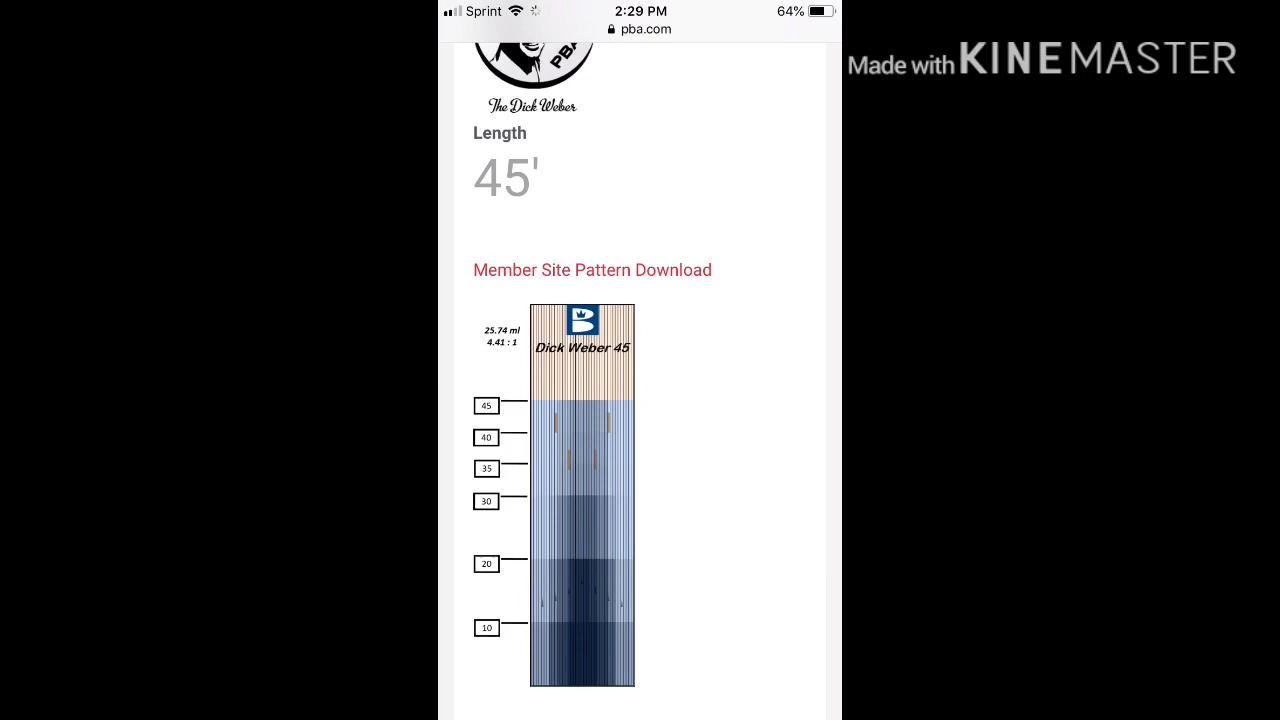 Sprint 2:29 PM 64%
pba.com
Made with KINEMASTER
PBA
The Dick Weber
Length
45'
Member Site Pattern Download
25.74 ml
4.41 : 1
Dick Weber 45
45
40
35
30
20
10